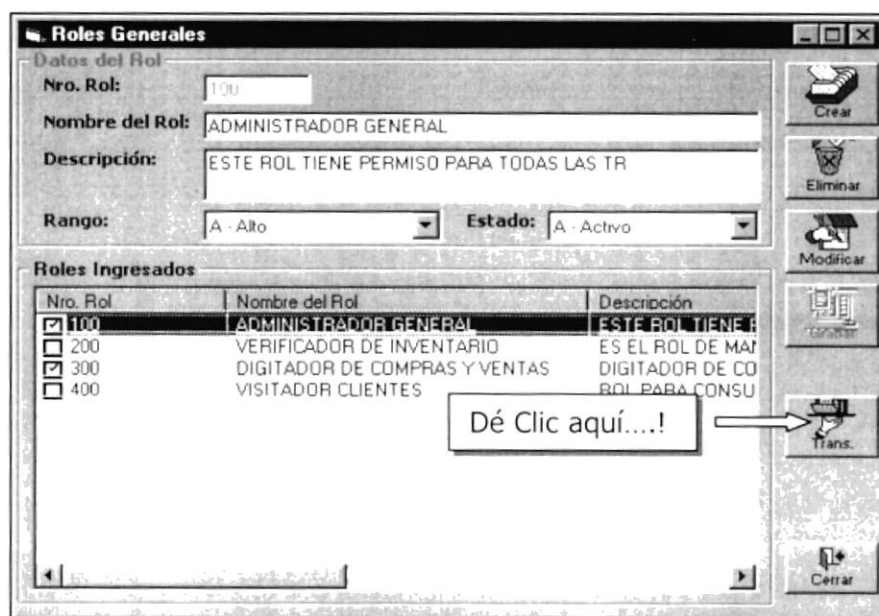 Roles Generales
Datos del Rol
Nro. Rol: 100
Nombre del Rol: ADMINISTRADOR GENERAL
Descripción: ESTE ROL TIENE PERMISO PARA TODAS LAS TR
Rango: A - Alto Estado: A - Activo
Crear
Eliminar
Modificar
Grabar
Trans.
Cerrar
Roles Ingresados
Nro. Rol Nombre del Rol Descripción
100 ADMINISTRADOR GENERAL ESTE ROL TIENE P
200 VERIFICADOR DE INVENTARIO ES EL ROL DE MAN
300 DIGITADOR DE COMPRAS Y VENTAS DIGITADOR DE CO
400 VISITADOR CLIENTES ROL PARA CONSU
Dé Clic aquí....!